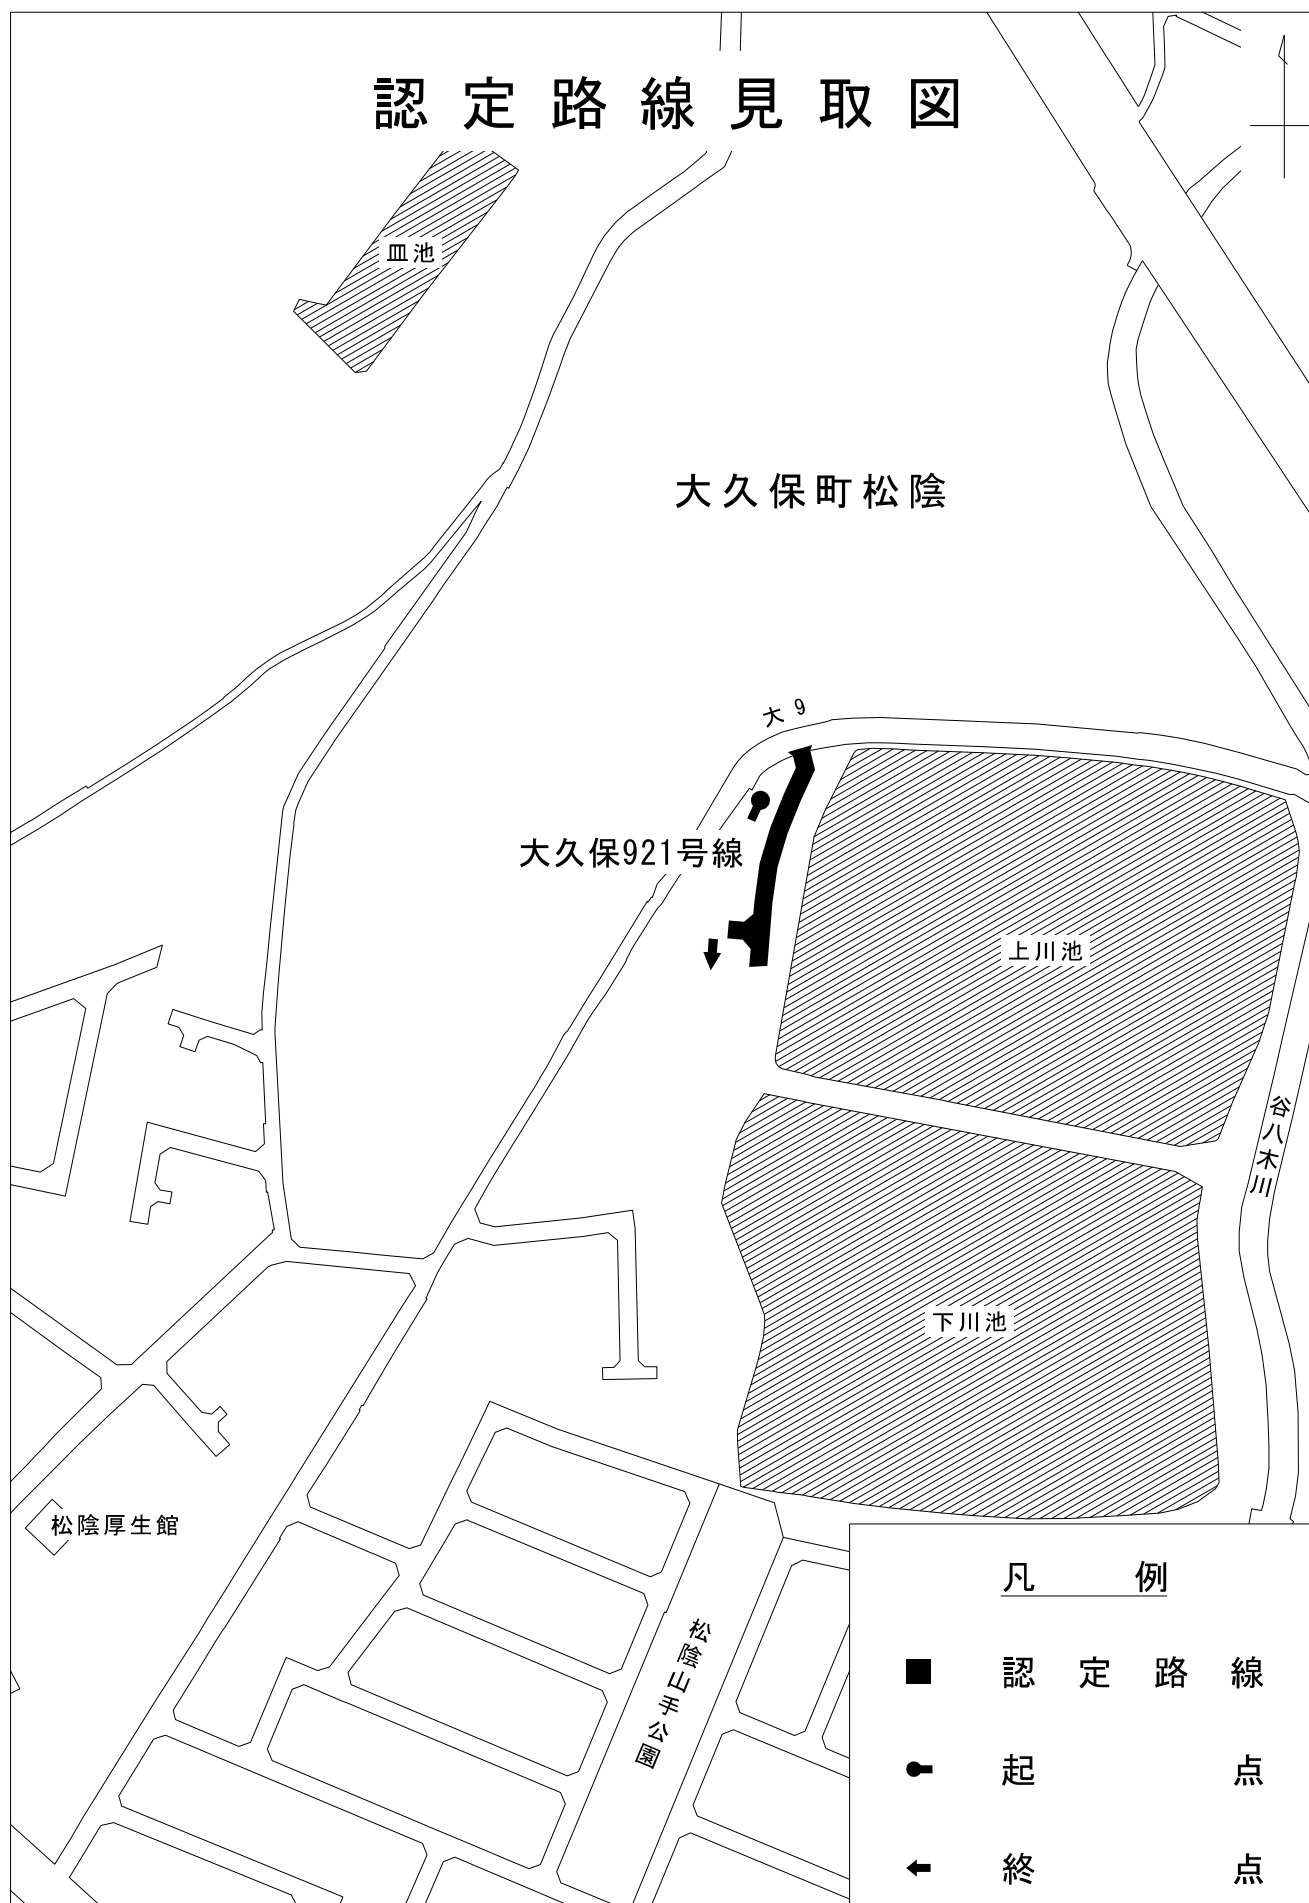 認定路線見取図
皿池
大久保町松陰
大9
大久保921号線
上川池
谷八木川
下川池
松陰厚生館
松陰山手公園
凡例
認定路線
起点
終点